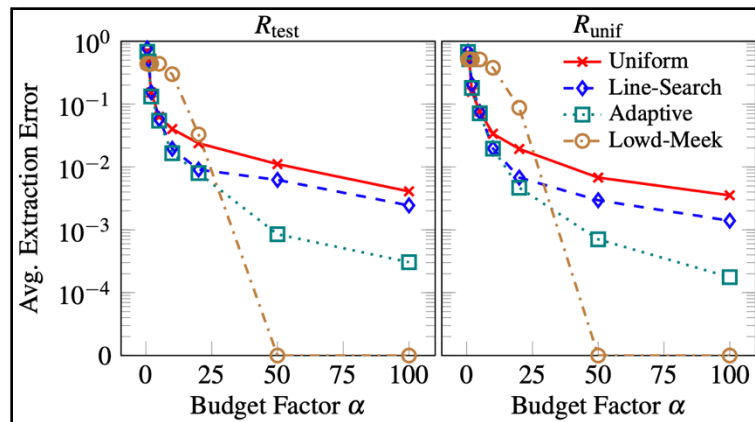 R_test
R_unif
Avg. Extraction Error
10^0
10^−1
10^−2
10^−3
10^−4
0
Uniform
Line-Search
Adaptive
Lowd-Meek
0 25 50 75 100
0 25 50 75 100
Budget Factor α
Budget Factor α